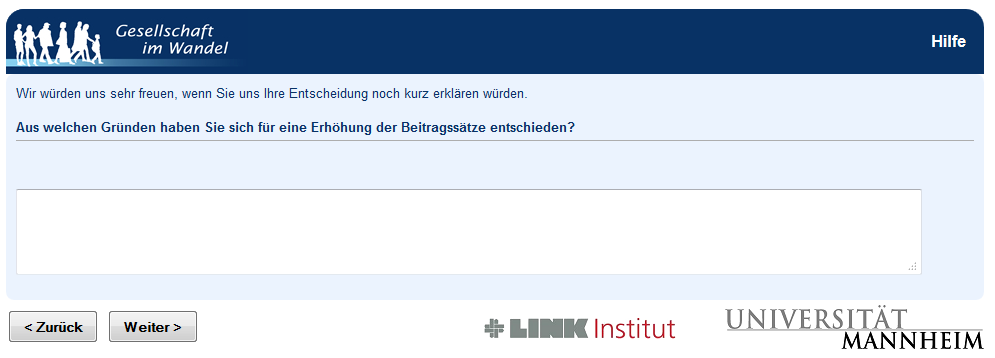 Gesellschaft
im Wandel
Hilfe
Wir würden uns sehr freuen, wenn Sie uns Ihre Entscheidung noch kurz erklären würden.
Aus welchen Gründen haben Sie sich für eine Erhöhung der Beitragssätze entschieden?
< Zurück
Weiter >
LINK Institut
UNIVERSITÄT
MANNHEIM